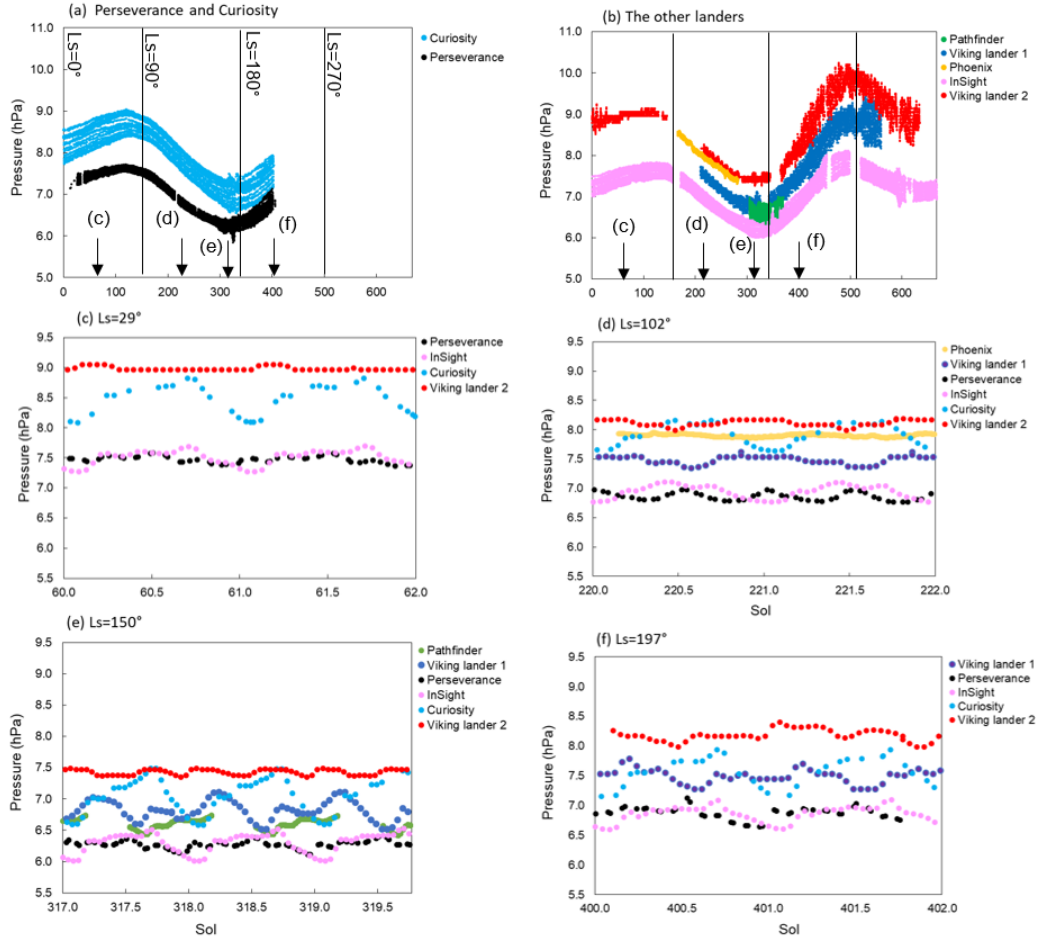 (a) Perseverance and Curiosity
Pressure (hPa)
11.0
10.0
9.0
8.0
7.0
6.0
5.0
Ls=0°
Ls=90°
Ls=180°
Ls=270°
Curiosity
Perseverance
(c)
(d)
(e)
(f)
0 100 200 300 400 500 600
(b) The other landers
Pressure (hPa)
11.0
10.0
9.0
8.0
7.0
6.0
5.0
Pathfinder
Viking lander 1
Phoenix
InSight
Viking lander 2
(c)
(d)
(e)
(f)
0 100 200 300 400 500 600
(c) Ls=29°
Pressure (hPa)
9.5
9.0
8.5
8.0
7.5
7.0
6.5
6.0
5.5
60.0 60.5 61.0 61.5 62.0
Perseverance
InSight
Curiosity
Viking lander 2
(d) Ls=102°
Pressure (hPa)
9.5
9.0
8.5
8.0
7.5
7.0
6.5
6.0
5.5
220.0 220.5 221.0 221.5 222.0
Sol
Phoenix
Viking lander 1
Perseverance
InSight
Curiosity
Viking lander 2
(e) Ls=150°
Pressure (hPa)
9.5
9.0
8.5
8.0
7.5
7.0
6.5
6.0
5.5
317.0 317.5 318.0 318.5 319.0 319.5
Sol
Pathfinder
Viking lander 1
Perseverance
InSight
Curiosity
Viking lander 2
(f) Ls=197°
Pressure (hPa)
9.5
9.0
8.5
8.0
7.5
7.0
6.5
6.0
5.5
400.0 400.5 401.0 401.5 402.0
Sol
Viking lander 1
Perseverance
InSight
Curiosity
Viking lander 2